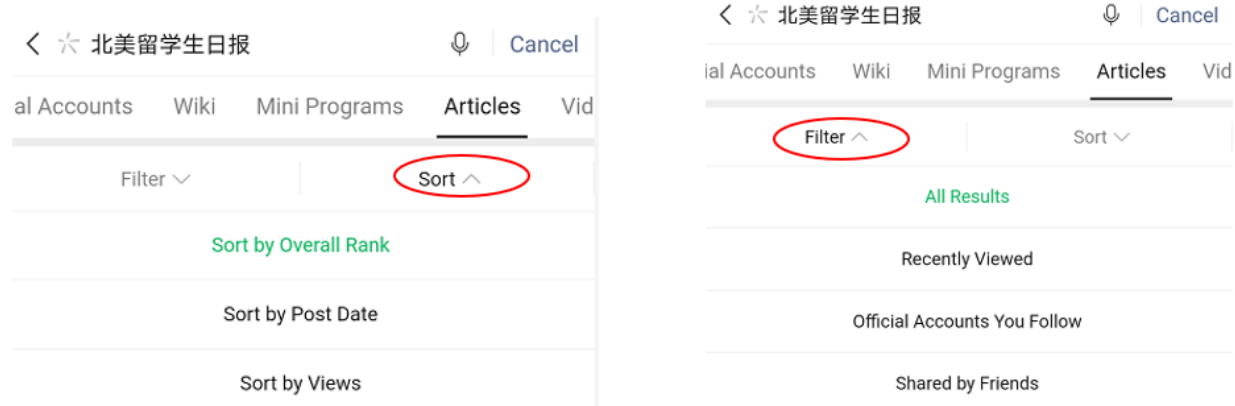 北美留学生日报 Cancel
al Accounts Wiki Mini Programs Articles Vid
Filter Sort
Sort by Overall Rank
Sort by Post Date
Sort by Views
北美留学生日报 Cancel
ial Accounts Wiki Mini Programs Articles Vid
Filter Sort
All Results
Recently Viewed
Official Accounts You Follow
Shared by Friends